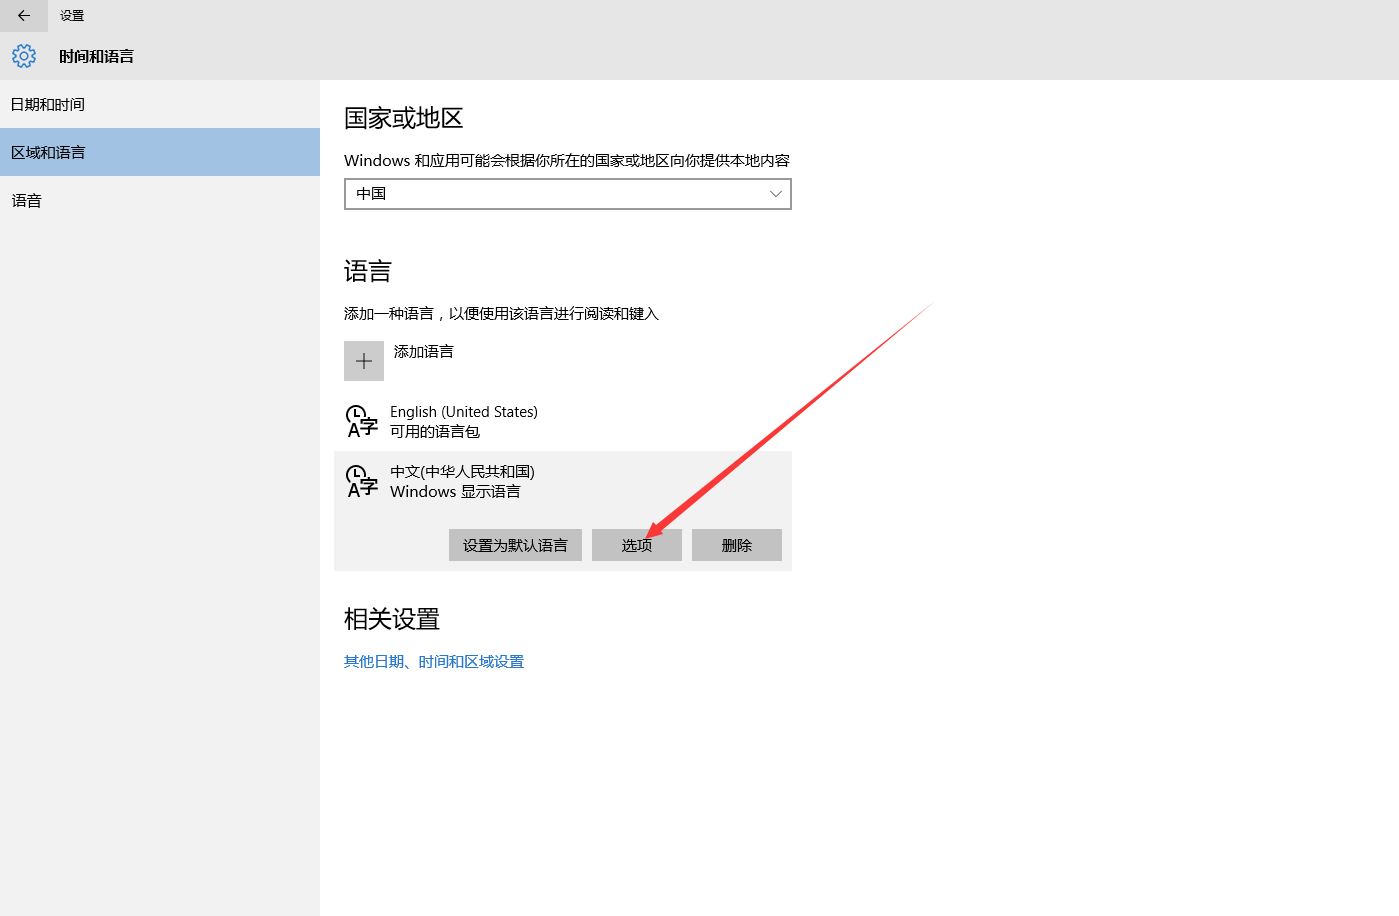 设置
时间和语言
日期和时间
区域和语言
语音
国家或地区
Windows 和应用可能会根据你所在的国家或地区向你提供本地内容
中国
语言
添加一种语言，以便使用该语言进行阅读和键入
添加语言
English (United States)
可用的语言包
中文(中华人民共和国)
Windows 显示语言
设置为默认语言
选项
删除
相关设置
其他日期、时间和区域设置